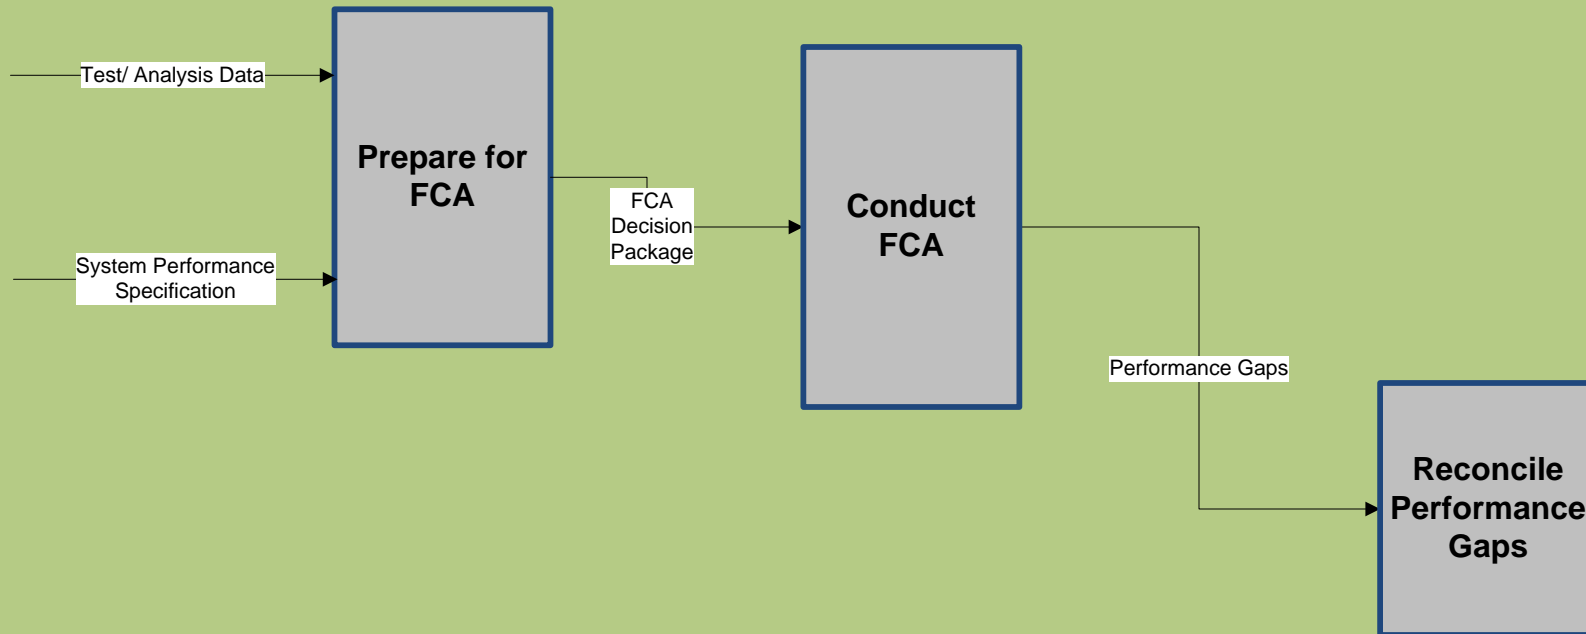 Test/ Analysis Data
Prepare for
FCA
System Performance
Specification
FCA
Decision
Package
Conduct
FCA
Performance Gaps
Reconcile
Performance
Gaps